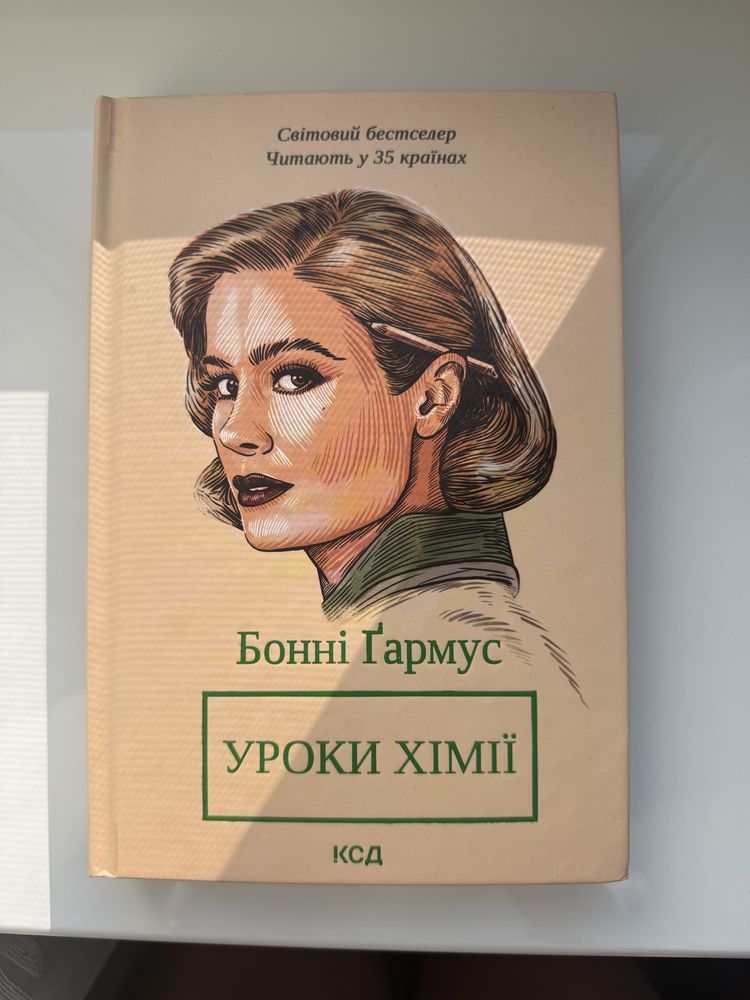 Світовий бестселер
Читають у 35 країнах
Бонні Ґармус
УРОКИ ХІМІЇ
КСД